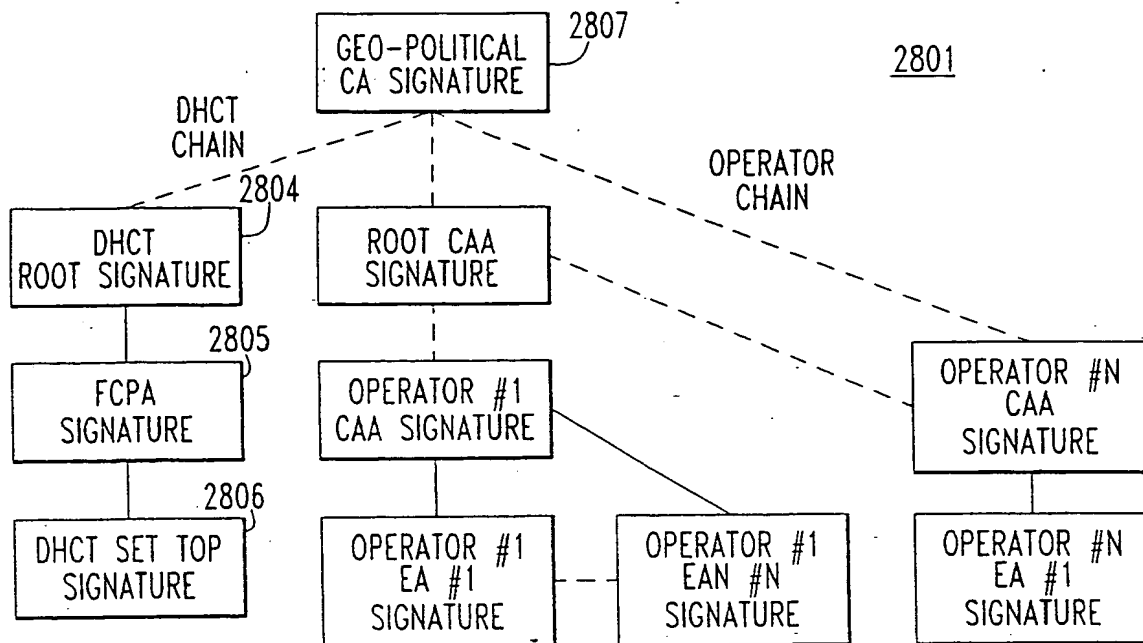 GEO-POLITICAL
CA SIGNATURE
2807
2801
DHCT
CHAIN
OPERATOR
CHAIN
2804
DHCT
ROOT SIGNATURE
ROOT CAA
SIGNATURE
2805
FCPA
SIGNATURE
OPERATOR #1
CAA SIGNATURE
OPERATOR #N
CAA
SIGNATURE
2806
DHCT SET TOP
SIGNATURE
OPERATOR #1
EA #1
SIGNATURE
OPERATOR #1
EAN #N
SIGNATURE
OPERATOR #N
EA #1
SIGNATURE